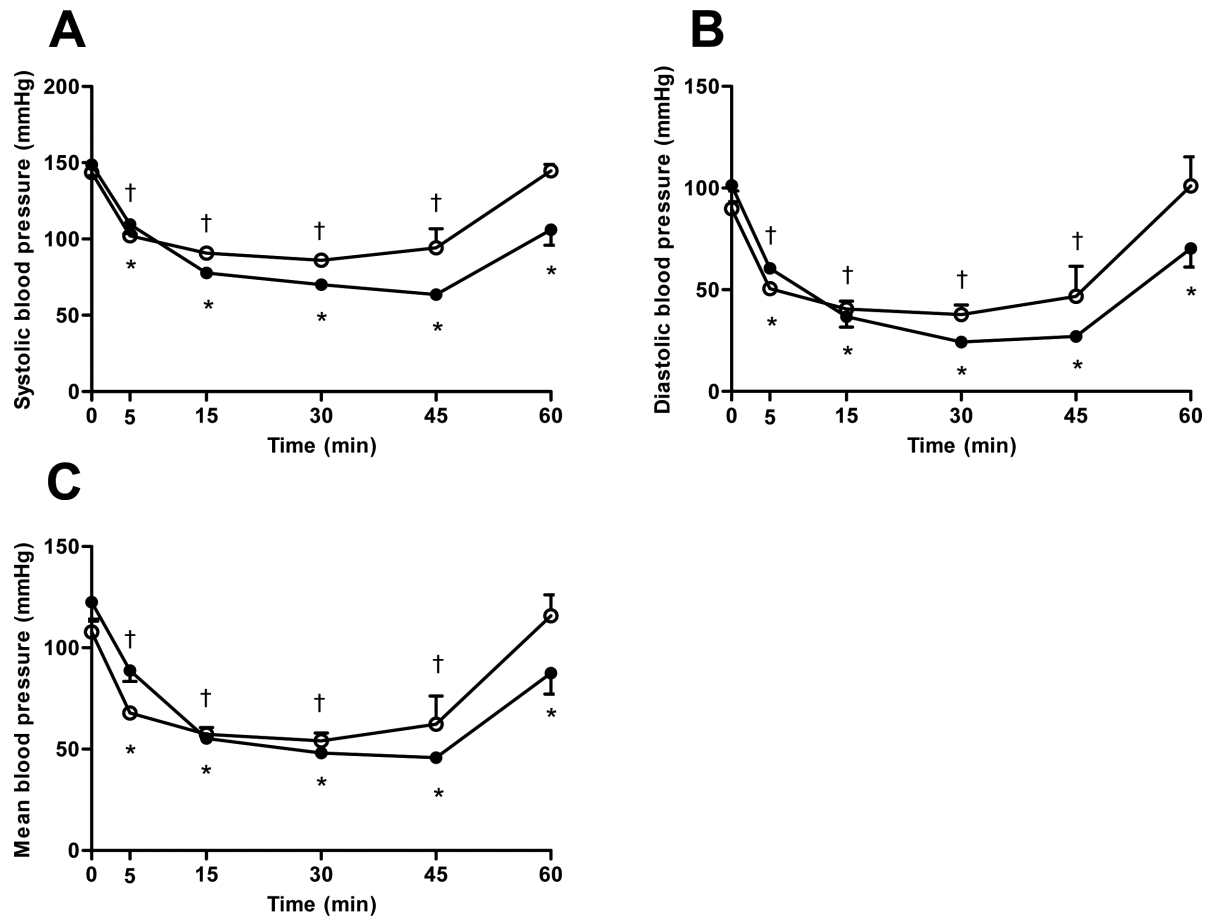 A
Systolic blood pressure (mmHg)
200
150
100
50
0
† † † †
* * * * *
0 5 15 30 45 60
Time (min)
B
Diastolic blood pressure (mmHg)
150
100
50
0
† † † †
* * * * *
0 5 15 30 45 60
Time (min)
C
Mean blood pressure (mmHg)
150
100
50
0
† † † †
* * * * *
0 5 15 30 45 60
Time (min)